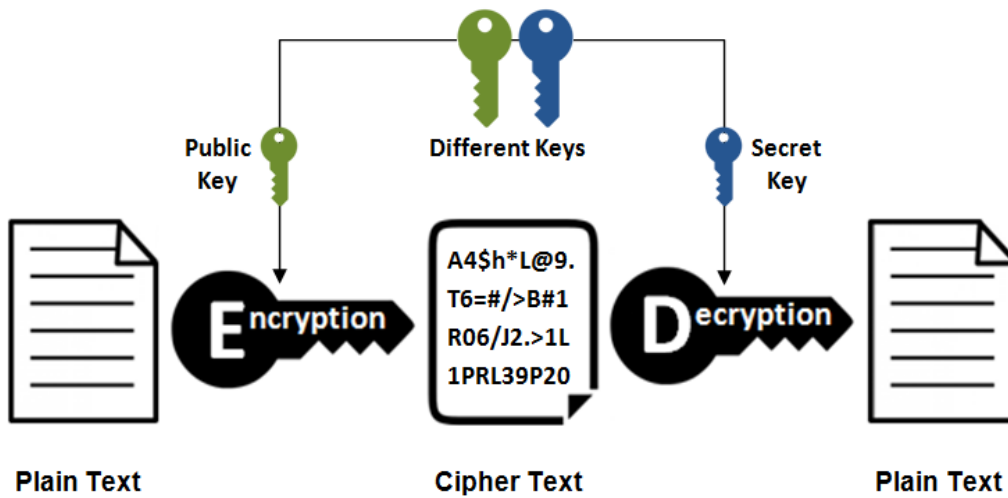 Public
Key
Different Keys
Secret
Key
Encryption
A4$h*L@9.
T6=#/>B#1
R06/J2.>1L
1PRL39P20
Decryption
Plain Text
Cipher Text
Plain Text